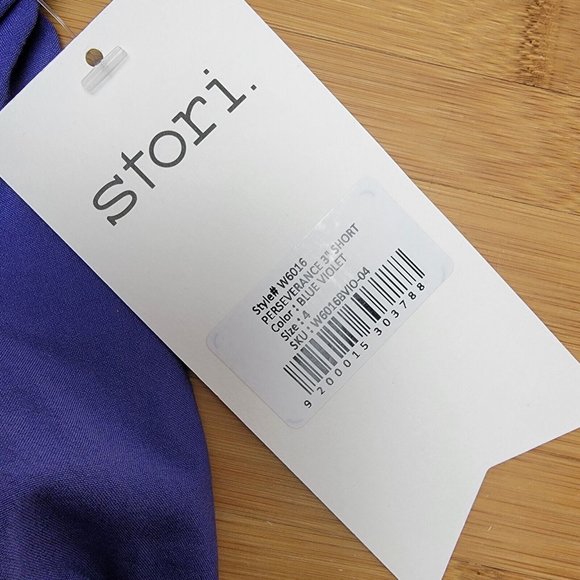 stori.
Style# W6016
PERSEVERANCE 3" SHORT
Color : BLUE VIOLET
Size : 4
SKU : W6016BVIO-04
9 200015 303788